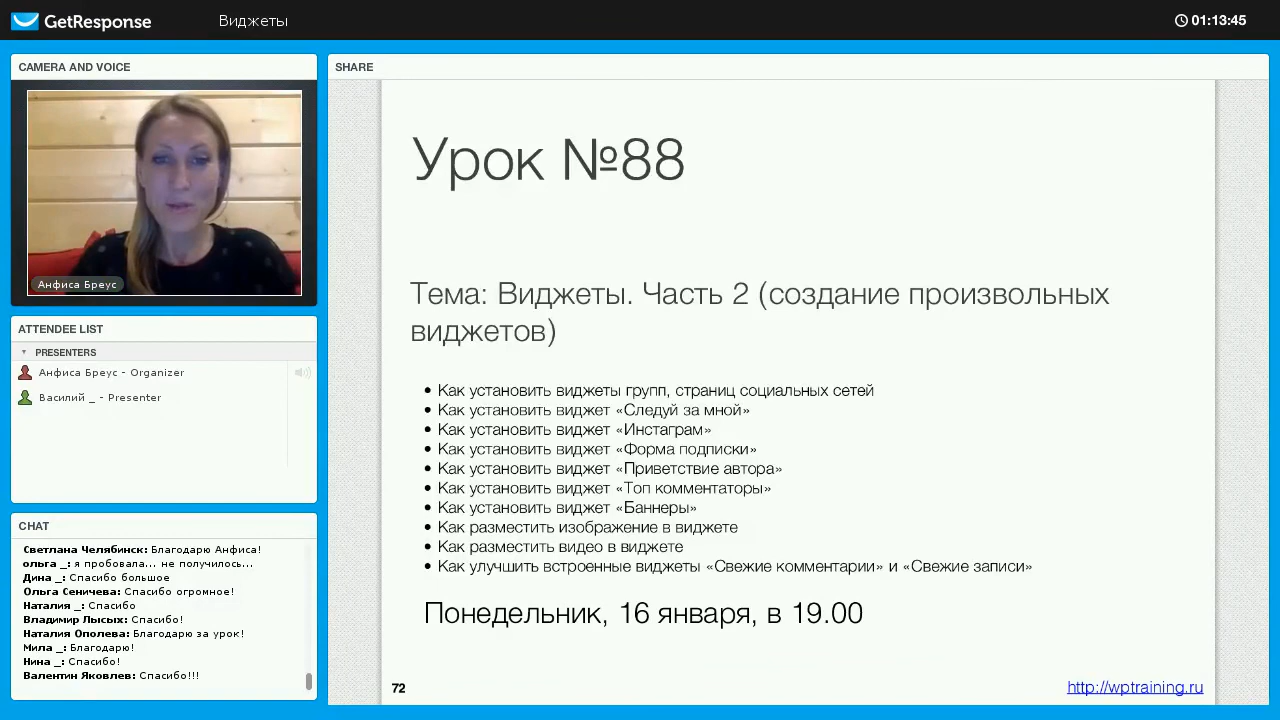 GetResponse
Виджеты
01:13:45
CAMERA AND VOICE
Анфиса Бреус
ATTENDEE LIST
PRESENTERS
Анфиса Бреус - Organizer
Василий _ - Presenter
CHAT
Светлана Челябинск: Благодарю Анфиса!
ольга _: я пробовала... не получилось...
Дина _: Спасибо большое
Ольга Сеничева: Спасибо огромное!
Наталия _: Спасибо
Владимир Лысых: Спасибо!
Наталия Ополева: Благодарю за урок!
Мила _: Благодарю!
Нина _: Спасибо!
Валентин Яковлев: Спасибо!!!
SHARE
Урок №88
Тема: Виджеты. Часть 2 (создание произвольных
виджетов)
• Как установить виджеты групп, страниц социальных сетей
• Как установить виджет «Следуй за мной»
• Как установить виджет «Инстаграм»
• Как установить виджет «Форма подписки»
• Как установить виджет «Приветствие автора»
• Как установить виджет «Топ комментаторы»
• Как установить виджет «Баннеры»
• Как разместить изображение в виджете
• Как разместить видео в виджете
• Как улучшить встроенные виджеты «Свежие комментарии» и «Свежие записи»
Понедельник, 16 января, в 19.00
72
http://wptraining.ru